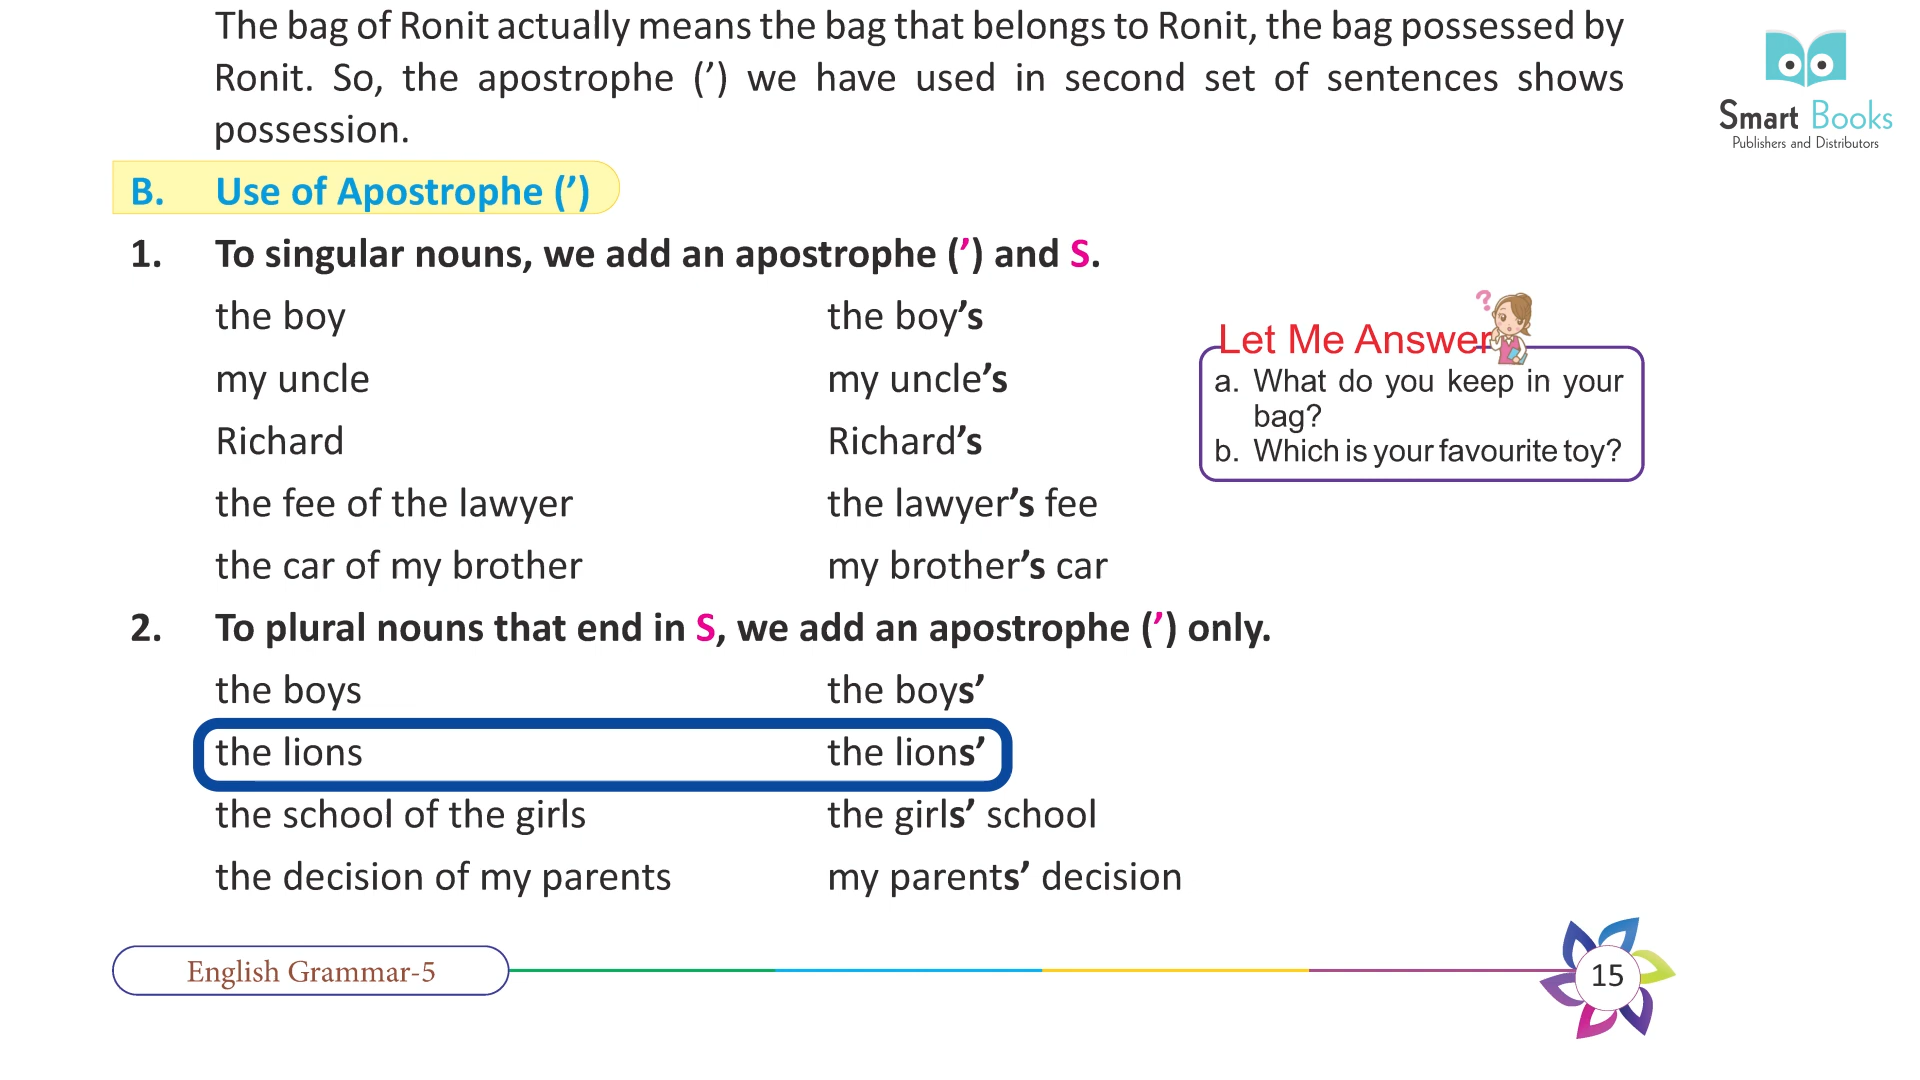 The bag of Ronit actually means the bag that belongs to Ronit, the bag possessed by
Ronit. So, the apostrophe (’) we have used in second set of sentences shows
possession.
Smart Books
Publishers and Distributors
B. Use of Apostrophe (’)
1. To singular nouns, we add an apostrophe (’) and S.
the boy the boy’s
my uncle my uncle’s
Richard Richard’s
the fee of the lawyer the lawyer’s fee
the car of my brother my brother’s car
?
Let Me Answer
a. What do you keep in your
bag?
b. Which is your favourite toy?
2. To plural nouns that end in S, we add an apostrophe (’) only.
the boys the boys’
the lions the lions’
the school of the girls the girls’ school
the decision of my parents my parents’ decision
English Grammar-5
15